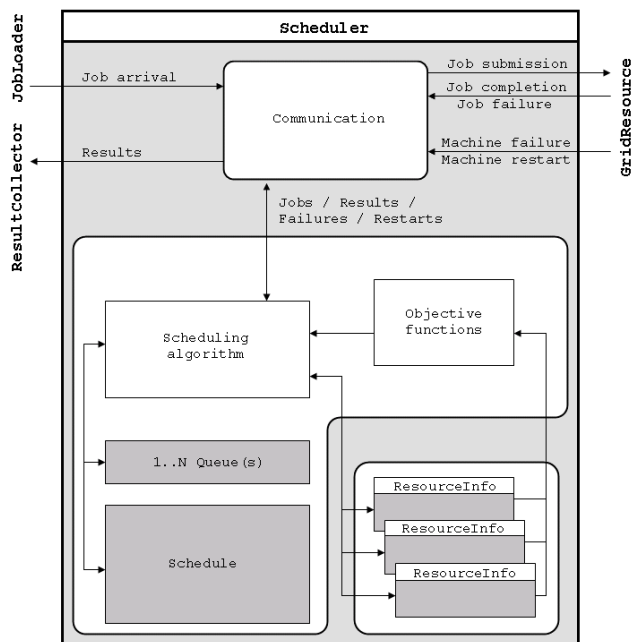 Scheduler
JobLoader
Job arrival
Job submission
Job completion
Job failure
Communication
Machine failure
Machine restart
GridResource
Results
ResultCollector
Jobs / Results /
Failures / Restarts
Scheduling
algorithm
Objective
functions
1..N Queue(s)
Schedule
ResourceInfo
ResourceInfo
ResourceInfo